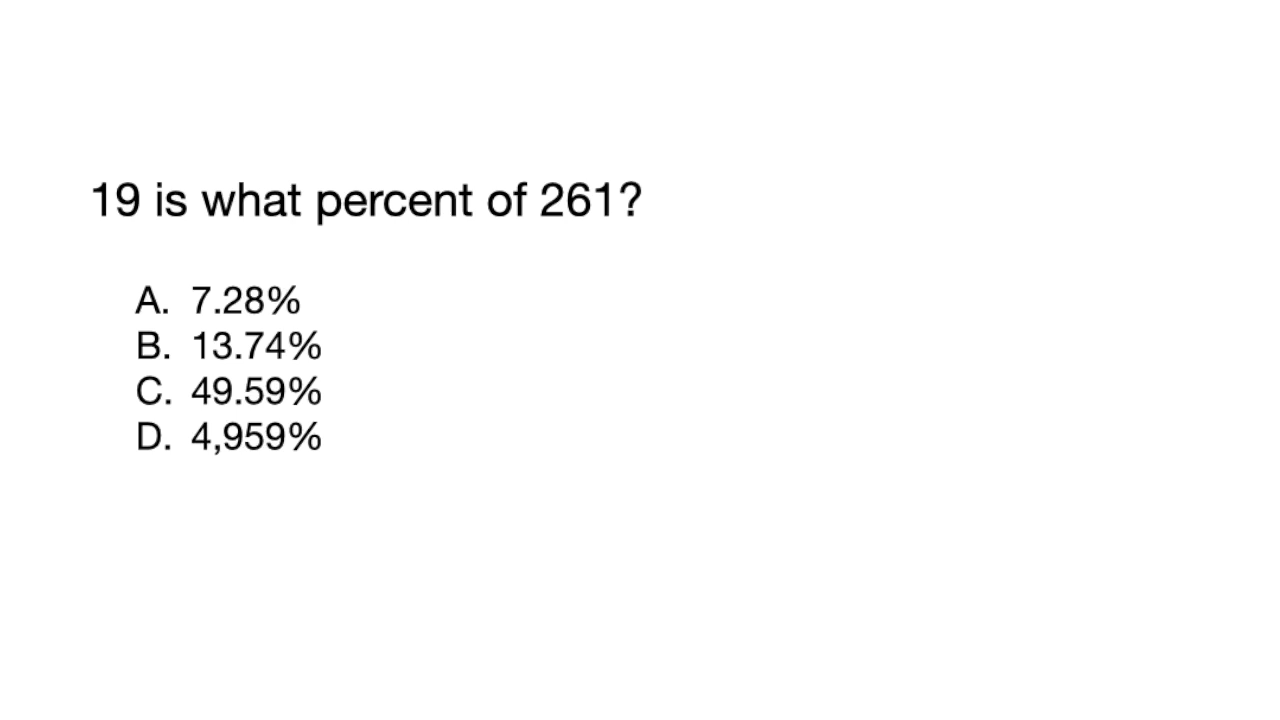 19 is what percent of 261?
A. 7.28%
B. 13.74%
C. 49.59%
D. 4,959%